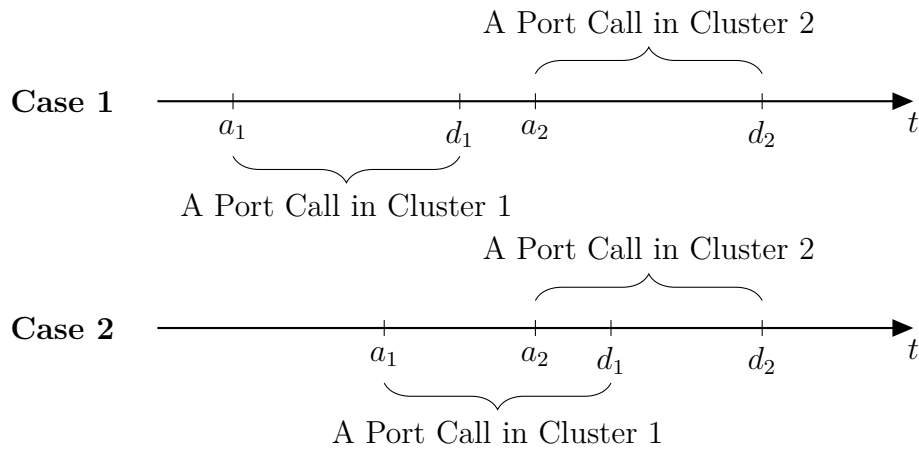 A Port Call in Cluster 2
Case 1
a₁ d₁ a₂ d₂ t
A Port Call in Cluster 1
A Port Call in Cluster 2
Case 2
a₁ a₂ d₁ d₂ t
A Port Call in Cluster 1